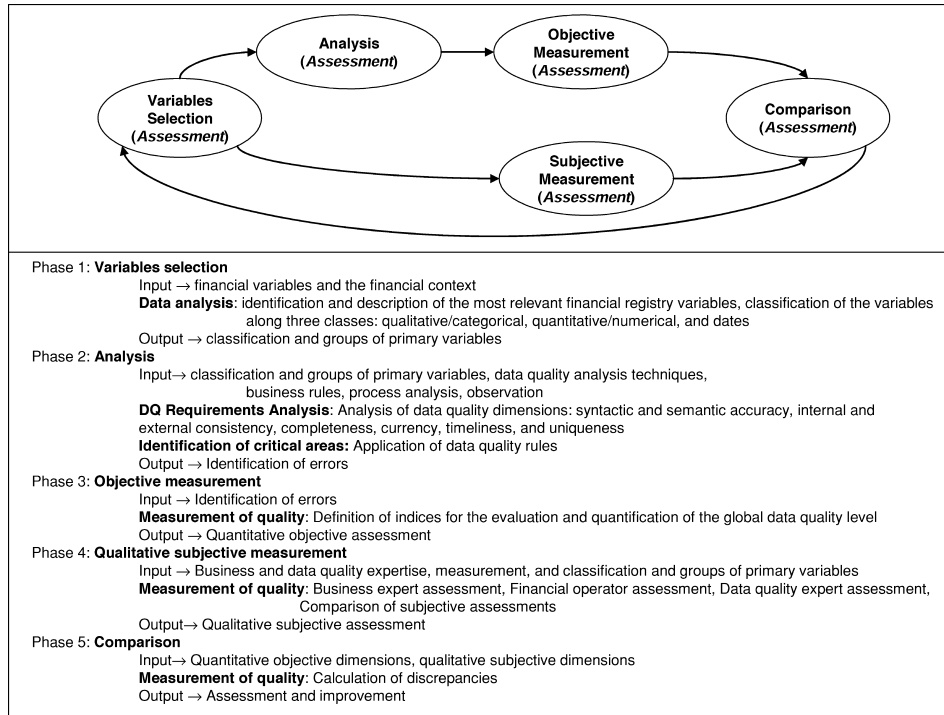 Analysis
(Assessment)
Objective
Measurement
(Assessment)
Variables
Selection
(Assessment)
Comparison
(Assessment)
Subjective
Measurement
(Assessment)
Phase 1: Variables selection
Input → financial variables and the financial context
Data analysis: identification and description of the most relevant financial registry variables, classification of the variables
along three classes: qualitative/categorical, quantitative/numerical, and dates
Output → classification and groups of primary variables
Phase 2: Analysis
Input→ classification and groups of primary variables, data quality analysis techniques,
business rules, process analysis, observation
DQ Requirements Analysis: Analysis of data quality dimensions: syntactic and semantic accuracy, internal and
external consistency, completeness, currency, timeliness, and uniqueness
Identification of critical areas: Application of data quality rules
Output → Identification of errors
Phase 3: Objective measurement
Input → Identification of errors
Measurement of quality: Definition of indices for the evaluation and quantification of the global data quality level
Output → Quantitative objective assessment
Phase 4: Qualitative subjective measurement
Input → Business and data quality expertise, measurement, and classification and groups of primary variables
Measurement of quality: Business expert assessment, Financial operator assessment, Data quality expert assessment,
Comparison of subjective assessments
Output→ Qualitative subjective assessment
Phase 5: Comparison
Input→ Quantitative objective dimensions, qualitative subjective dimensions
Measurement of quality: Calculation of discrepancies
Output → Assessment and improvement